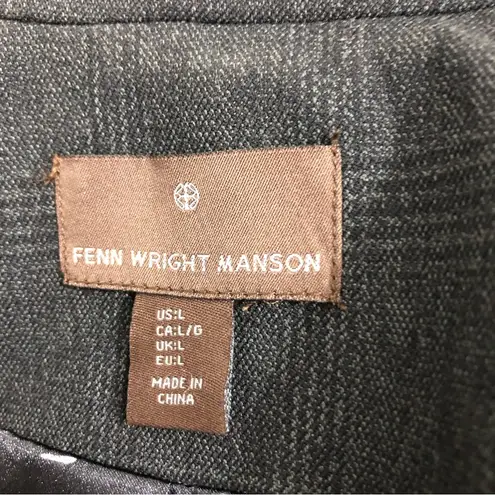 FENN WRIGHT MANSON
US:L
CA:L/G
UK:L
EU:L
MADE IN
CHINA